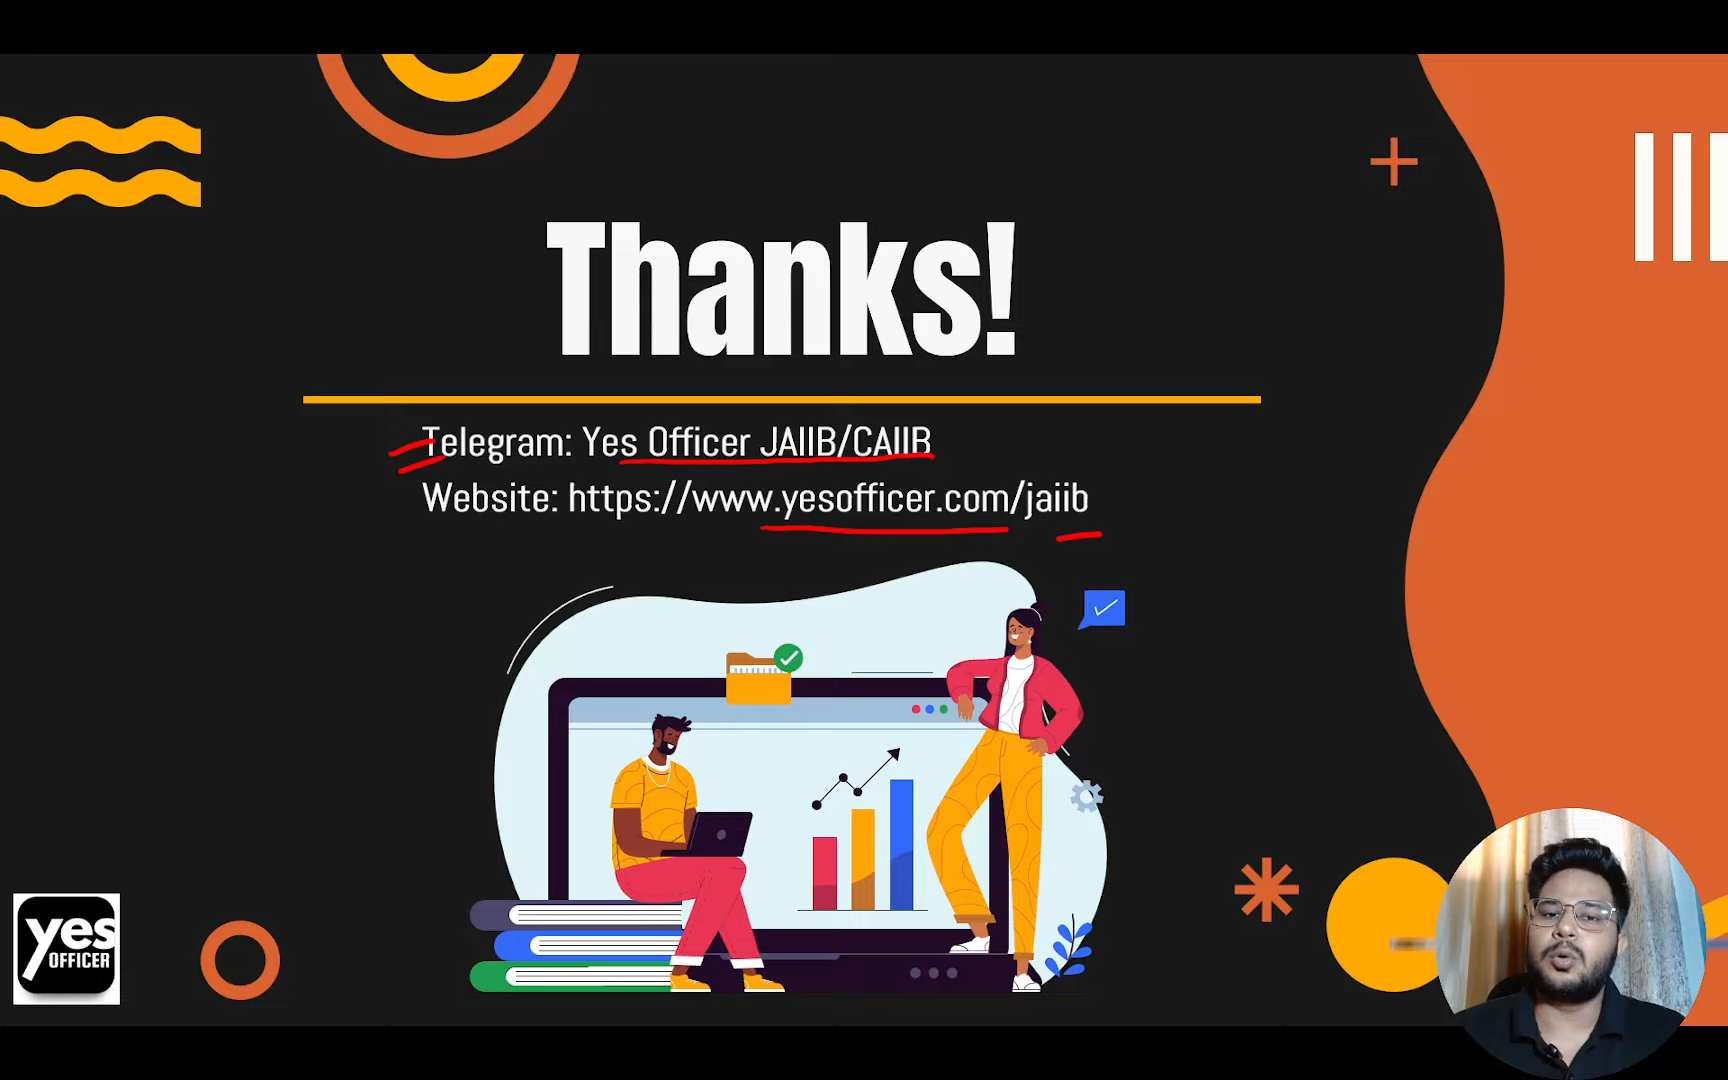 Thanks!
Telegram: Yes Officer JAIIB/CAIIB
Website: https://www.yesofficer.com/jaiib
yes
OFFICER